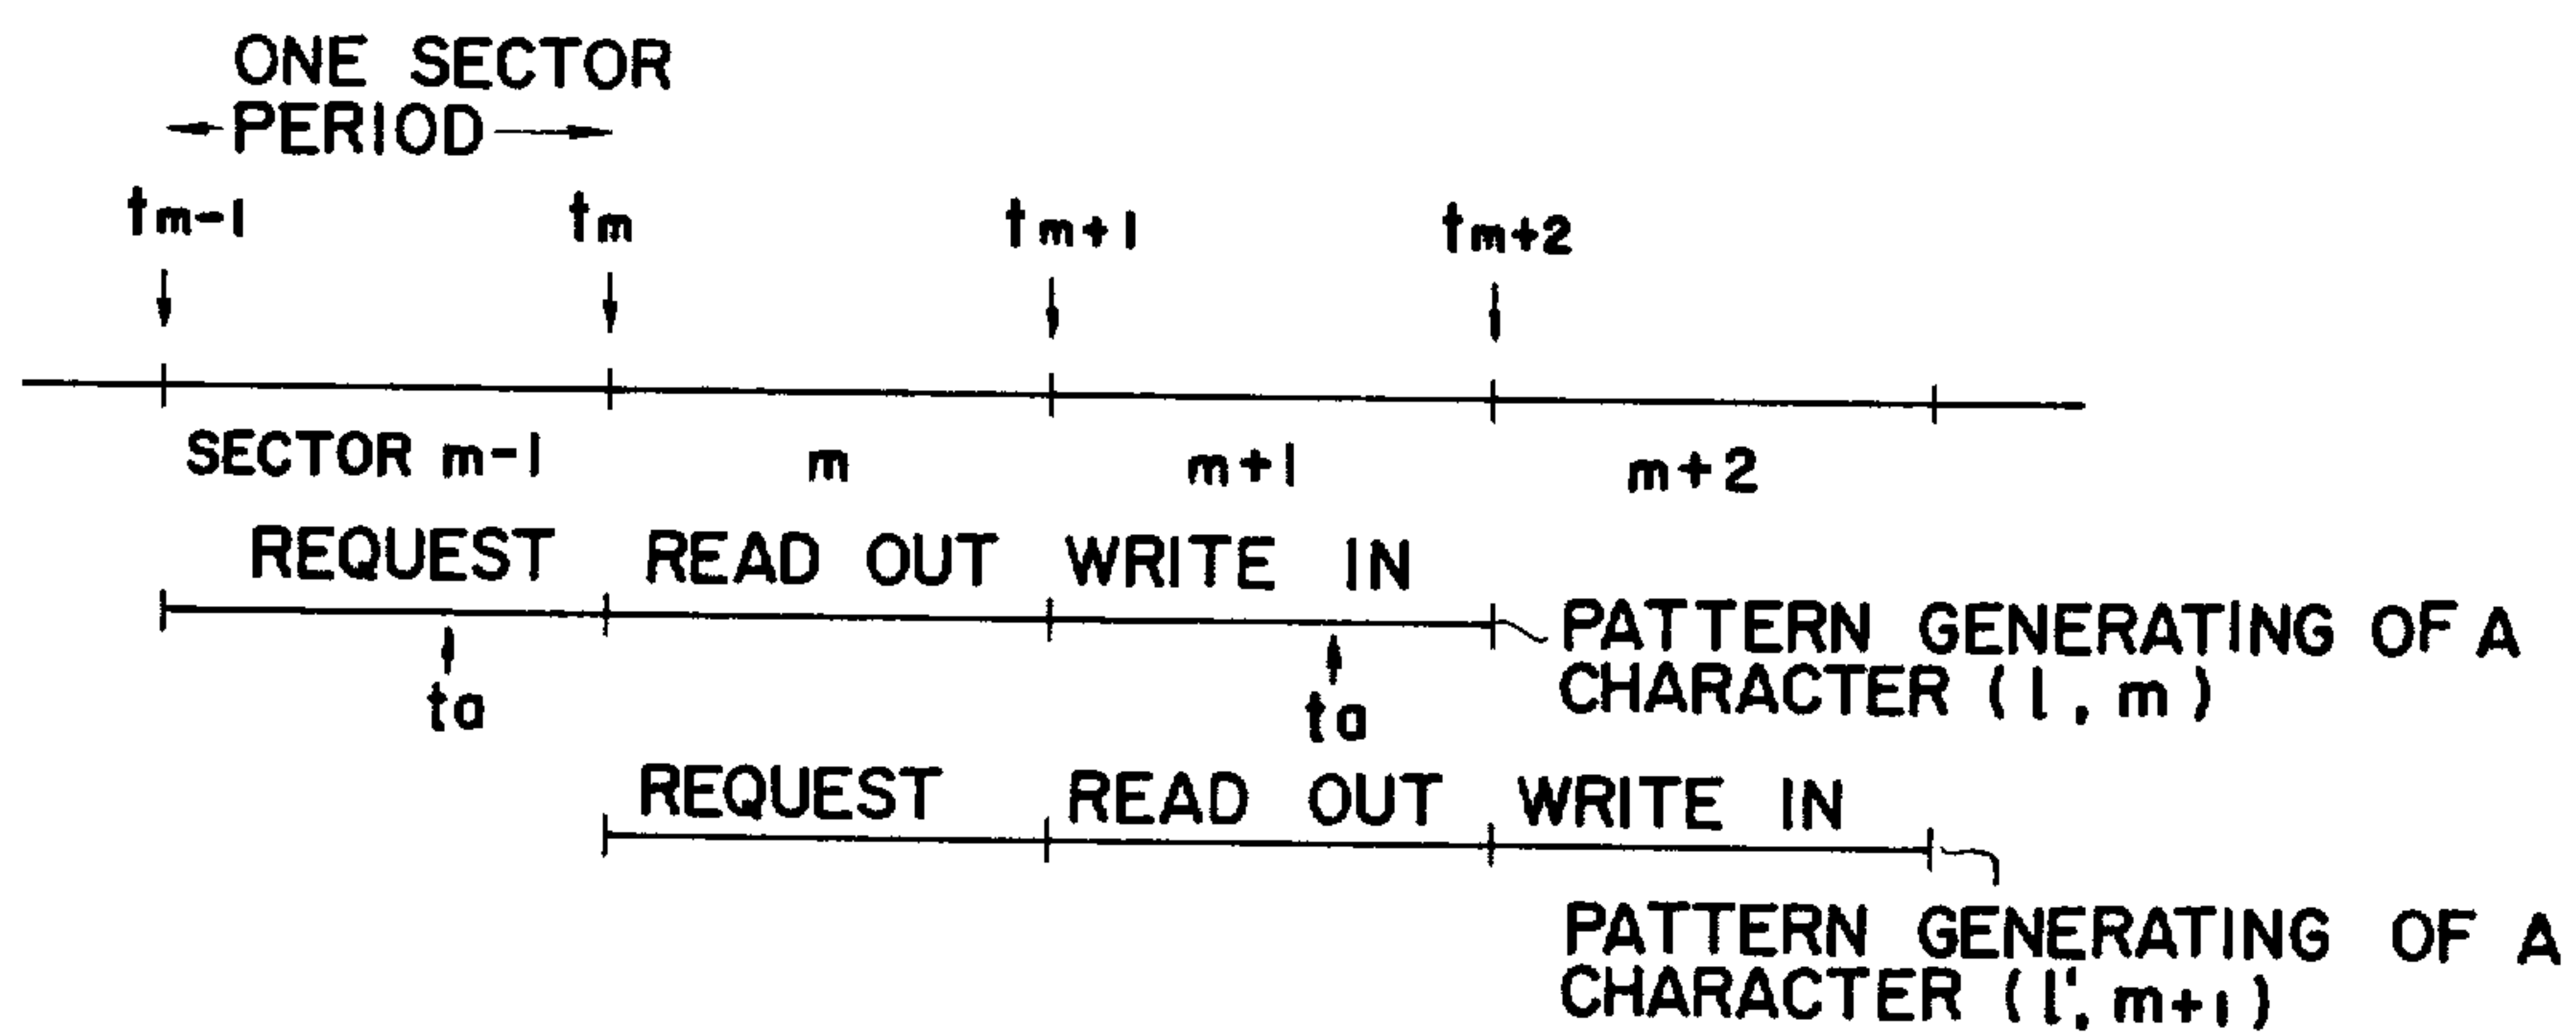 ONE SECTOR
PERIOD
tm-1 tm tm+1 tm+2
SECTOR m-1 m m+1 m+2
REQUEST READ OUT WRITE IN
PATTERN GENERATING OF A
CHARACTER (l, m)
ta ta
REQUEST READ OUT WRITE IN
PATTERN GENERATING OF A
CHARACTER (l', m+1)